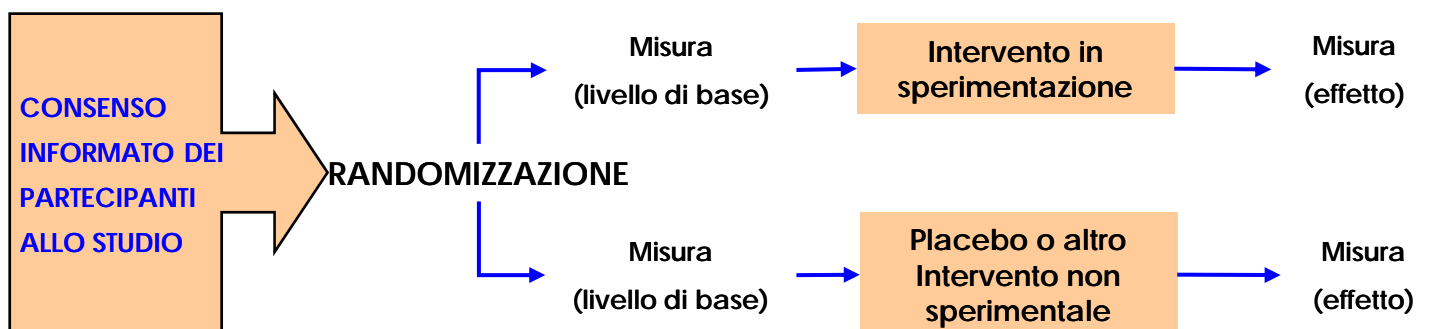 CONSENSO
INFORMATO DEI
PARTECIPANTI
ALLO STUDIO
RANDOMIZZAZIONE
Misura
(livello di base)
Intervento in
sperimentazione
Misura
(effetto)
Misura
(livello di base)
Placebo o altro
Intervento non
sperimentale
Misura
(effetto)